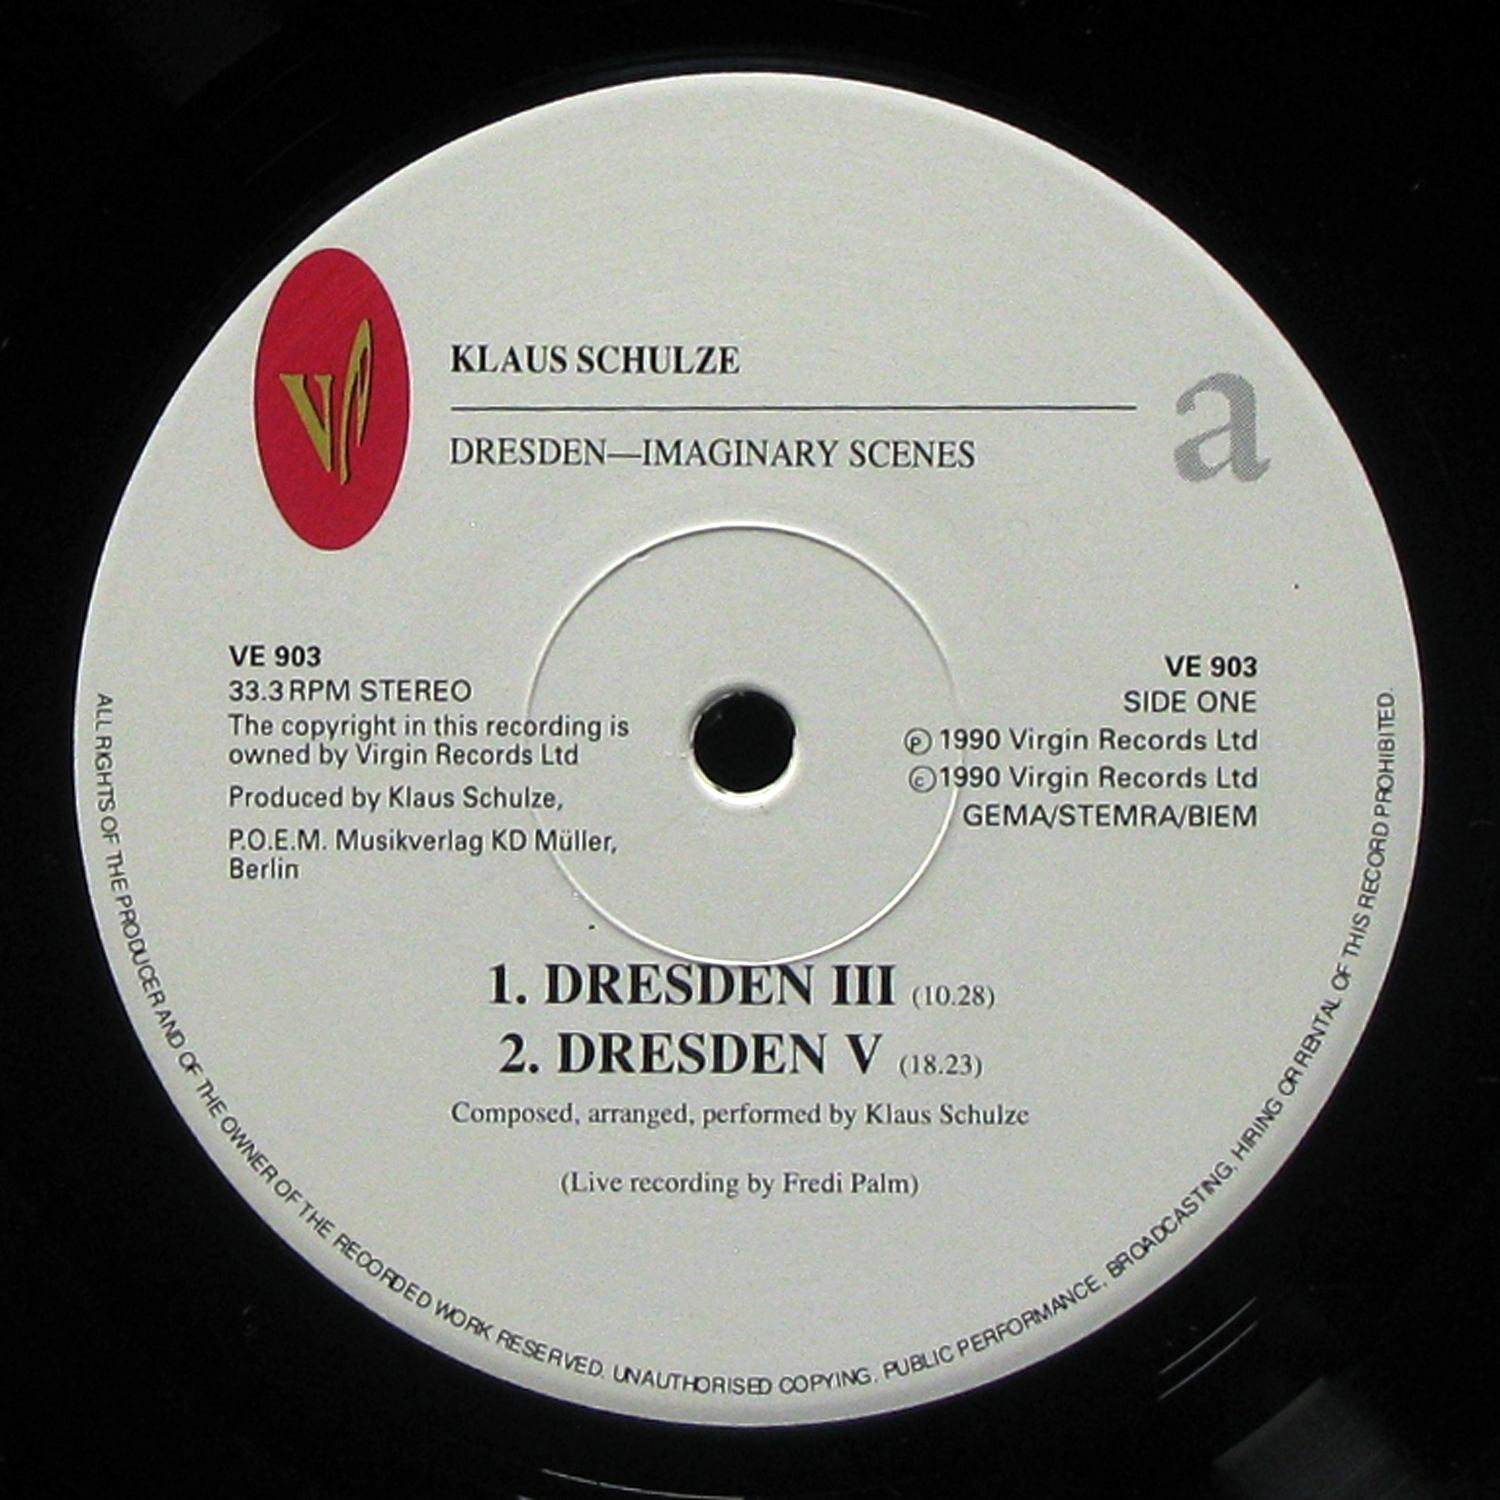 KLAUS SCHULZE
DRESDEN—IMAGINARY SCENES
a
VE 903
33.3 RPM STEREO
The copyright in this recording is
owned by Virgin Records Ltd
Produced by Klaus Schulze,
P.O.E.M. Musikverlag KD Müller,
Berlin
VE 903
SIDE ONE
Ⓟ 1990 Virgin Records Ltd
©1990 Virgin Records Ltd
GEMA/STEMRA/BIEM
1. DRESDEN III (10.28)
2. DRESDEN V (18.23)
Composed, arranged, performed by Klaus Schulze
(Live recording by Fredi Palm)
ALL RIGHTS OF THE PRODUCER AND OF THE OWNER OF THE RECORDED WORK RESERVED. UNAUTHORISED COPYING, PUBLIC PERFORMANCE, BROADCASTING, HIRING OR RENTAL OF THIS RECORD PROHIBITED.